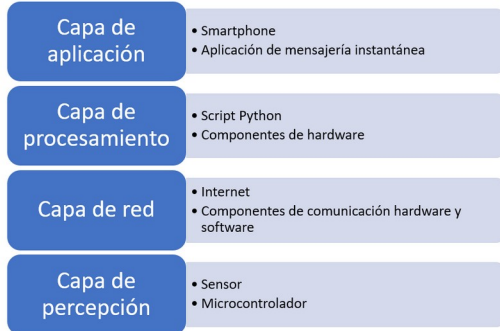 Capa de
aplicación
• Smartphone
• Aplicación de mensajería instantánea
Capa de
procesamiento
• Script Python
• Componentes de hardware
Capa de red
• Internet
• Componentes de comunicación hardware y
software
Capa de
percepción
• Sensor
• Microcontrolador